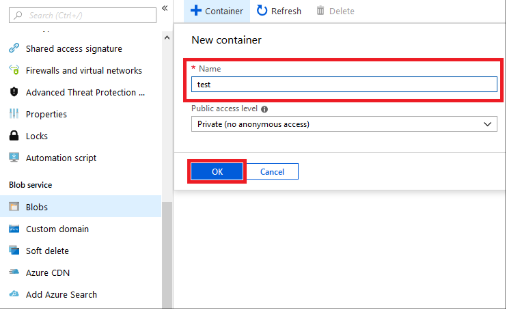 Search (Ctrl+/)
«
Shared access signature
Firewalls and virtual networks
Advanced Threat Protection ...
Properties
Locks
Automation script
Blob service
Blobs
Custom domain
Soft delete
Azure CDN
Add Azure Search
+ Container
Refresh
Delete
New container
* Name
test
Public access level
Private (no anonymous access)
OK
Cancel